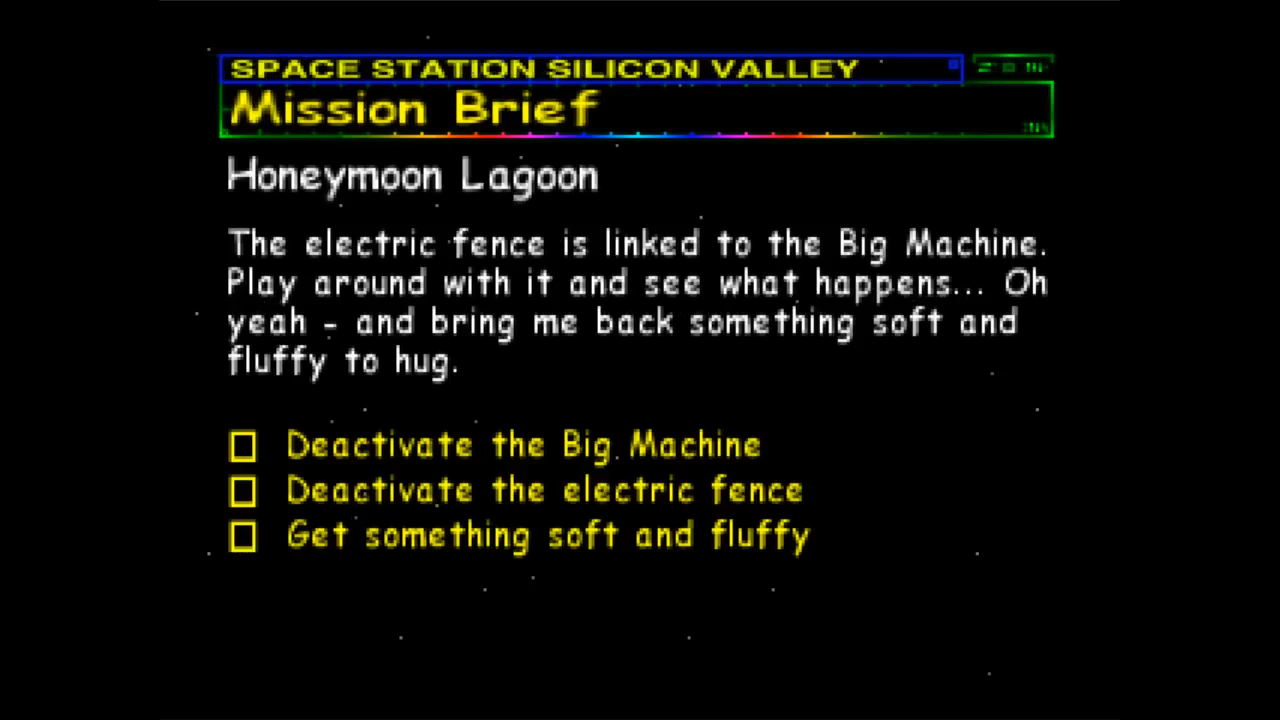 SPACE STATION SILICON VALLEY
Mission Brief
Honeymoon Lagoon
The electric fence is linked to the Big Machine.
Play around with it and see what happens... Oh
yeah - and bring me back something soft and
fluffy to hug.
Deactivate the Big Machine
Deactivate the electric fence
Get something soft and fluffy